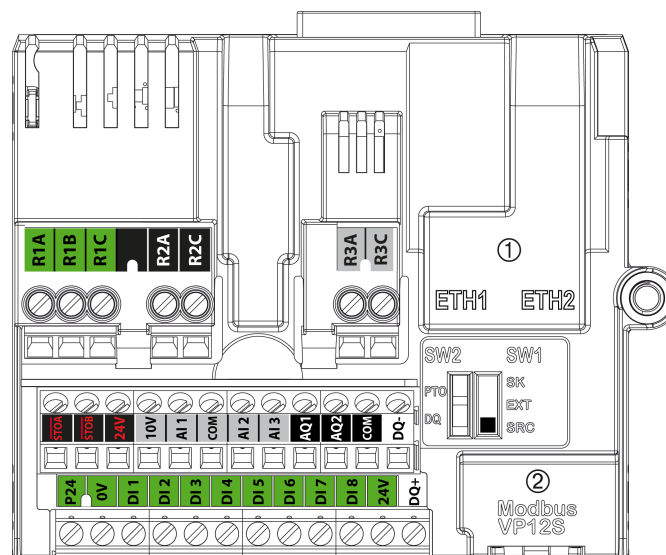 R1A R1B R1C R2A R2C R3A R3C
①
ETH1 ETH2
SW2 SW1
PTO SK
EXT
DQ SRC
STOA STOB 24V 10V AI1 COM AI2 AI3 AQ1 AQ2 COM DQ-
P24 0V DI1 DI2 DI3 DI4 DI5 DI6 DI7 DI8 24V DQ+
②
Modbus
VP12S